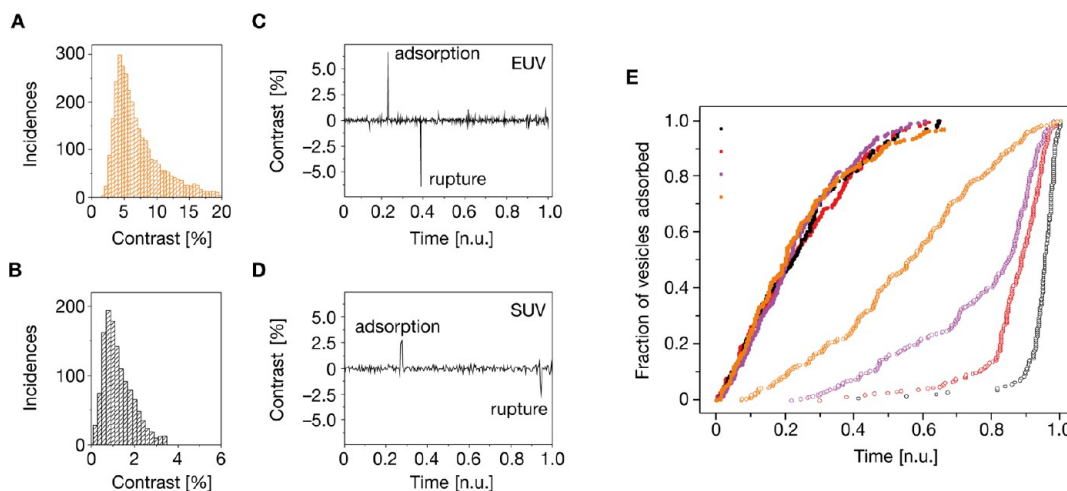 A
300
200
100
0
Incidences
0 5 10 15 20
Contrast [%]
B
200
100
0
Incidences
0 2 4 6
Contrast [%]
C
adsorption
EUV
5.0
2.5
0
−2.5
−5.0
Contrast [%]
rupture
0 0.2 0.4 0.6 0.8 1.0
Time [n.u.]
D
SUV
adsorption
5.0
2.5
0
−2.5
−5.0
Contrast [%]
rupture
0 0.2 0.4 0.6 0.8 1.0
Time [n.u.]
E
1.0
0.8
0.6
0.4
0.2
0
Fraction of vesicles adsorbed
0 0.2 0.4 0.6 0.8 1.0
Time [n.u.]